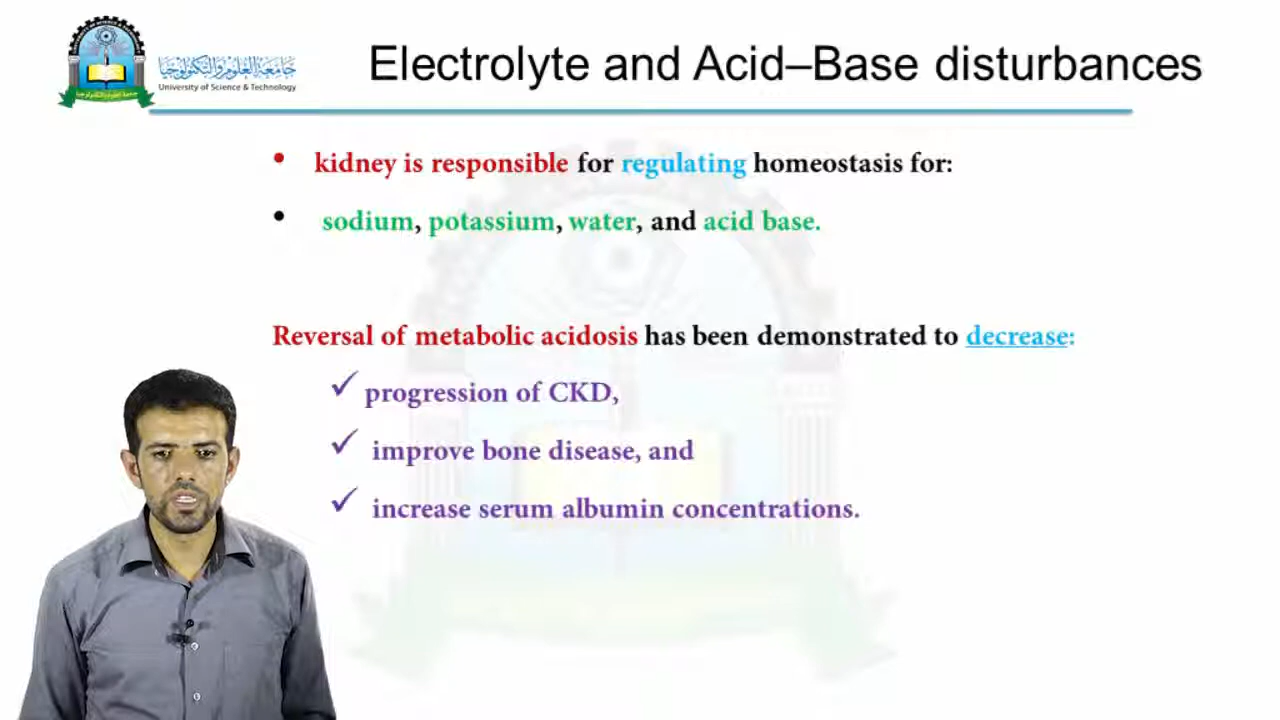 جامعة العلوم والتكنولوجيا
University of Science & Technology
Electrolyte and Acid–Base disturbances
• kidney is responsible for regulating homeostasis for:
• sodium, potassium, water, and acid base.
Reversal of metabolic acidosis has been demonstrated to decrease:
✓ progression of CKD,
✓ improve bone disease, and
✓ increase serum albumin concentrations.